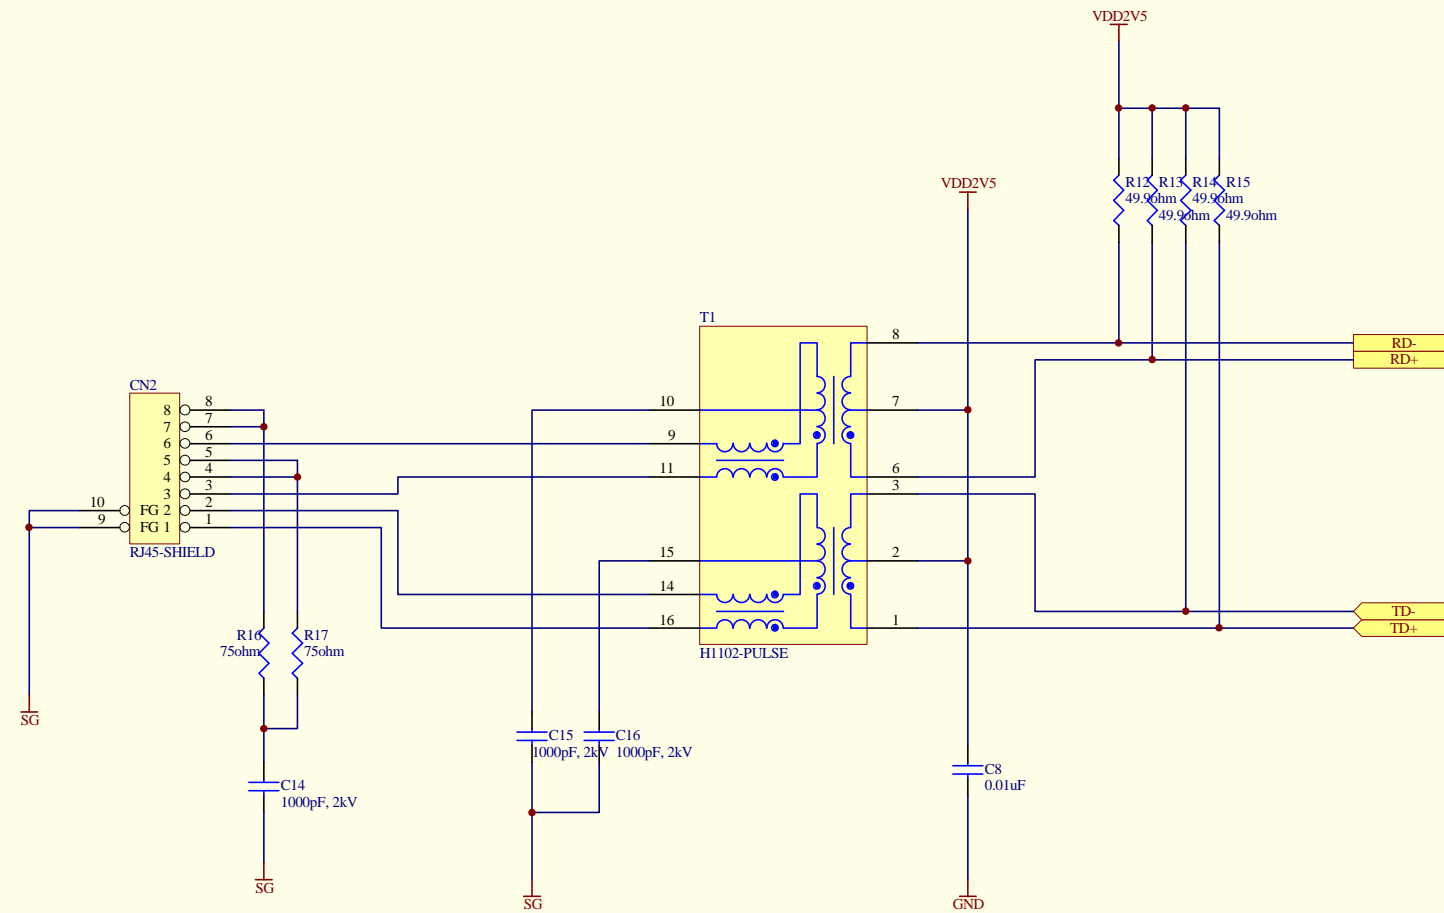 VDD2V5
R12
R13
R14
R15
49.9ohm
49.9ohm
49.9ohm
49.9ohm
VDD2V5
T1
8
10
7
9
11
6
3
15
2
14
16
1
H1102-PULSE
RD-
RD+
TD-
TD+
CN2
8
7
6
5
4
3
FG 2
FG 1
8
7
6
5
4
3
2
1
10
9
RJ45-SHIELD
R16
75ohm
R17
75ohm
SG
C15
1000pF, 2kV
C16
1000pF, 2kV
C8
0.01uF
C14
1000pF, 2kV
SG
SG
GND